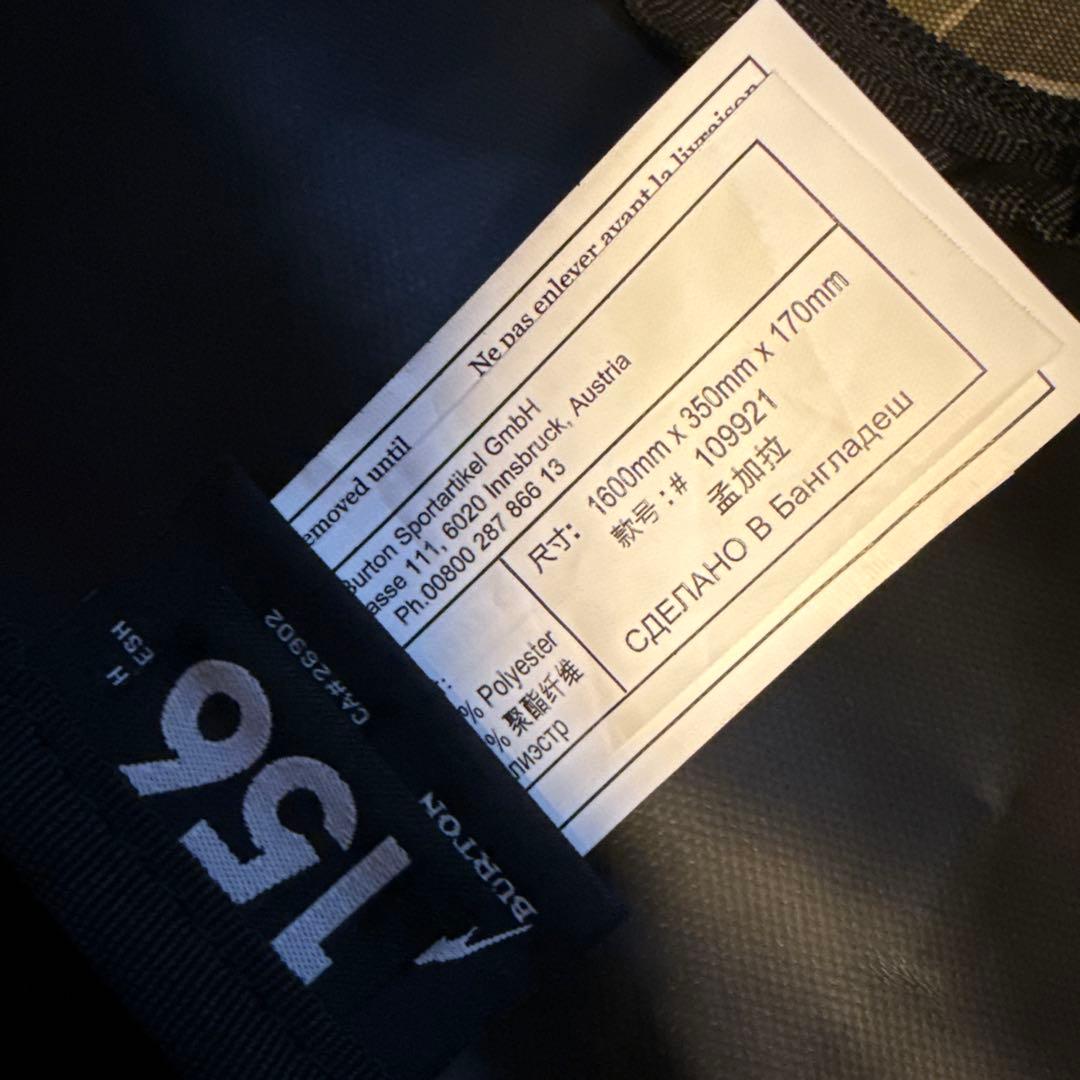 Ne pas enlever avant la livraison
emoved until
Burton Sportartikel GmbH
asse 111, 6020 Innsbruck, Austria
Ph.00800 287 866 13
尺寸: 1600mm x 350mm x 170mm
款号:# 109921
孟加拉
СДЕЛАНО В Бангладеш
% Polyester
% 聚酯纤维
лиэстр
BURTON
156
CA#26902
ESH
H